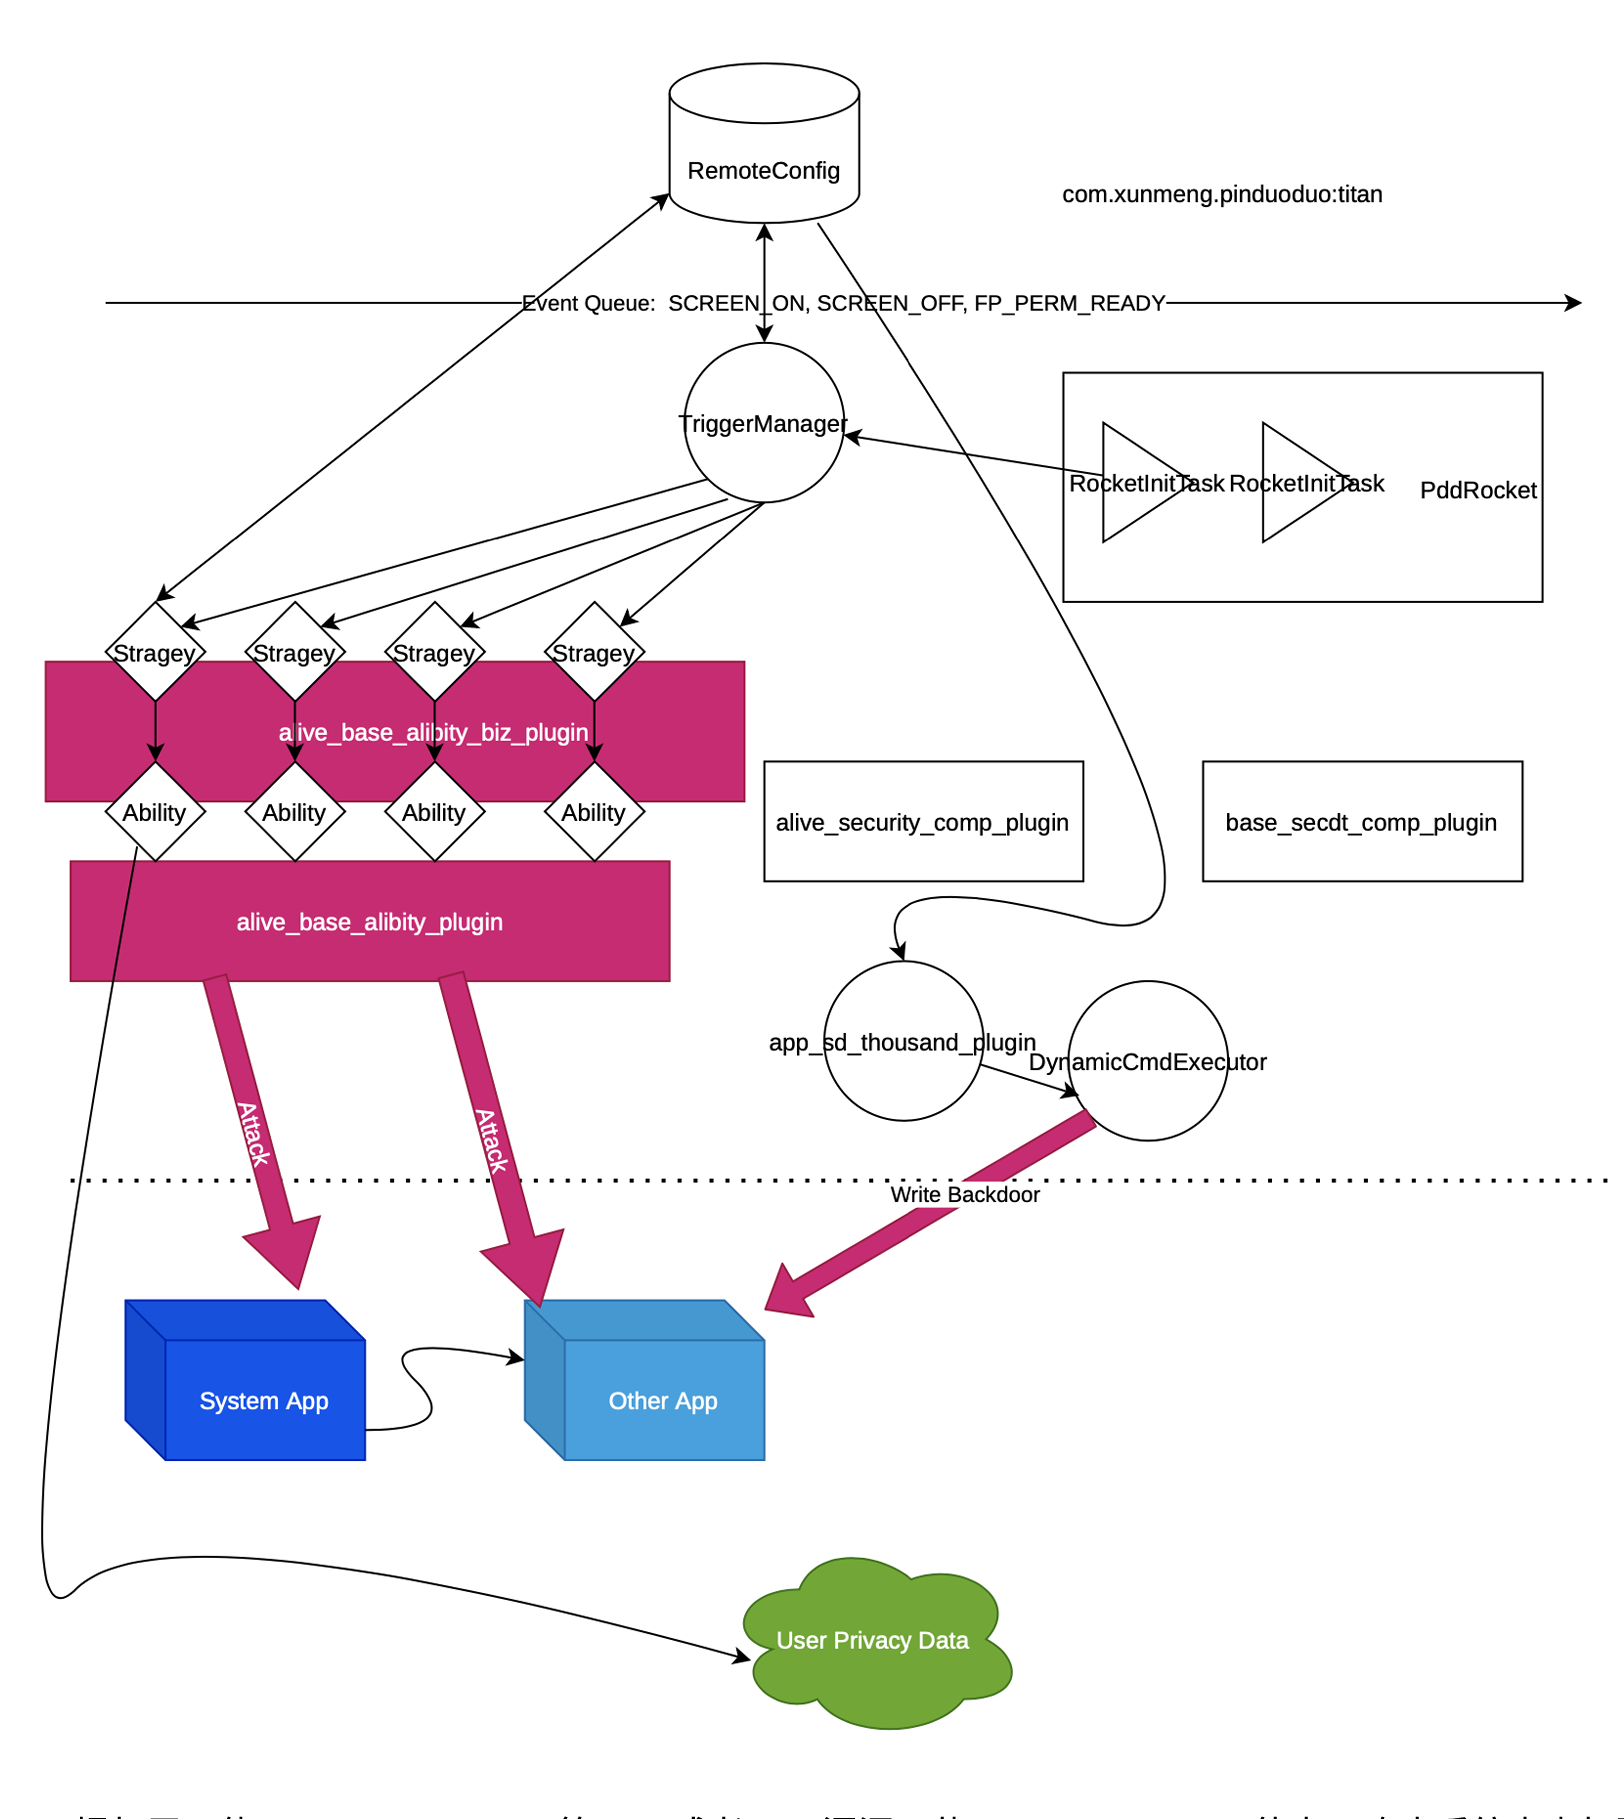 RemoteConfig
com.xunmeng.pinduoduo:titan
Event Queue: SCREEN_ON, SCREEN_OFF, FP_PERM_READY
TriggerManager
RocketInitTask
RocketInitTask
PddRocket
Stragey
Stragey
Stragey
Stragey
alive_base_alibity_biz_plugin
Ability
Ability
Ability
Ability
alive_security_comp_plugin
base_secdt_comp_plugin
alive_base_alibity_plugin
app_sd_thousand_plugin
DynamicCmdExecutor
Attack
Attack
Write Backdoor
System App
Other App
User Privacy Data